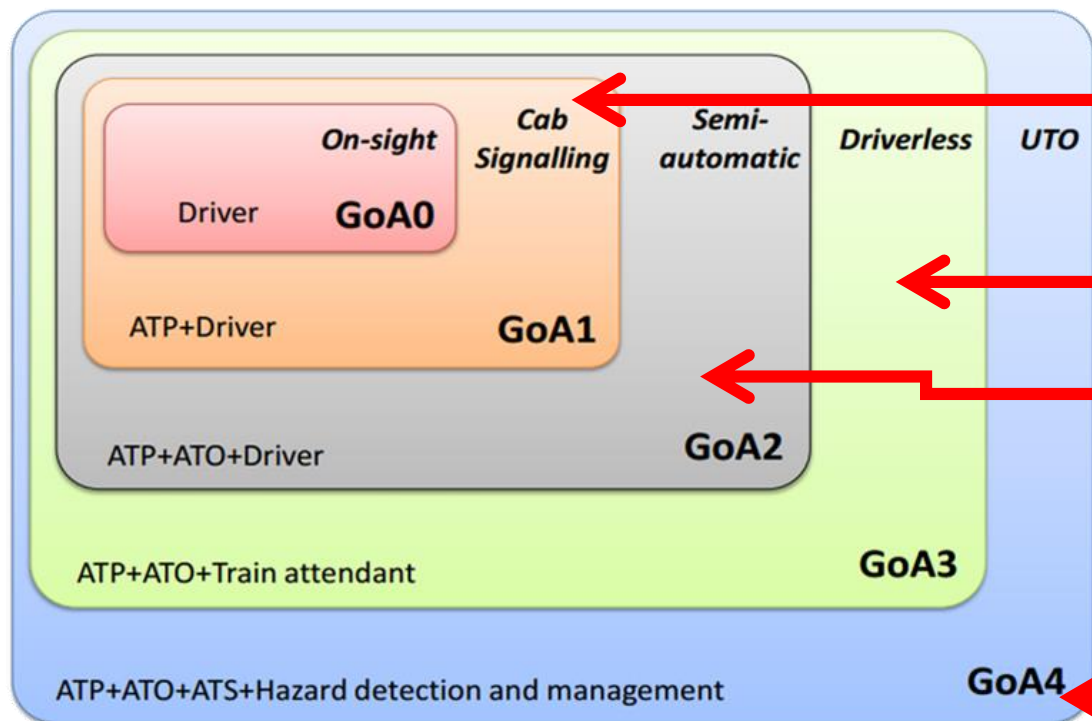 On-sight
Driver GoA0
Cab
Signalling
ATP+Driver GoA1
Semi-
automatic
ATP+ATO+Driver GoA2
Driverless
ATP+ATO+Train attendant GoA3
UTO
ATP+ATO+ATS+Hazard detection and management GoA4